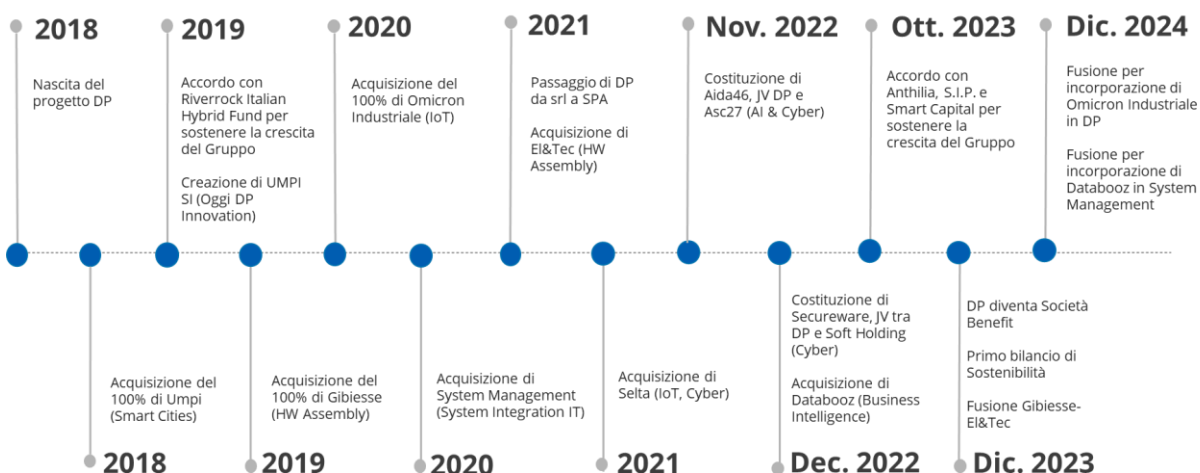 2018
Nascita del
progetto DP
2019
Accordo con
Riverrock Italian
Hybrid Fund per
sostenere la crescita
del Gruppo
Creazione di UMPI
SI (Oggi DP
Innovation)
2020
Acquisizione del
100% di Omicron
Industriale (IoT)
2021
Passaggio di DP
da srl a SPA
Acquisizione di
El&Tec (HW
Assembly)
Nov. 2022
Costituzione di
Aida46, JV DP e
Asc27 (AI & Cyber)
Ott. 2023
Accordo con
Anthilia, S.I.P. e
Smart Capital per
sostenere la
crescita del Gruppo
Dic. 2024
Fusione per
incorporazione di
Omicron Industriale
in DP
Fusione per
incorporazione di
Databooz in System
Management
Acquisizione del
100% di Umpi
(Smart Cities)
2018
Acquisizione del
100% di Gibiesse
(HW Assembly)
2019
Acquisizione di
System Management
(System Integration IT)
2020
Acquisizione di
Selta (IoT, Cyber)
2021
Costituzione di
Secureware, JV tra
DP e Soft Holding
(Cyber)
Acquisizione di
Databooz (Business
Intelligence)
Dec. 2022
DP diventa Società
Benefit
Primo bilancio di
Sostenibilità
Fusione Gibiesse-
El&Tec
Dic. 2023